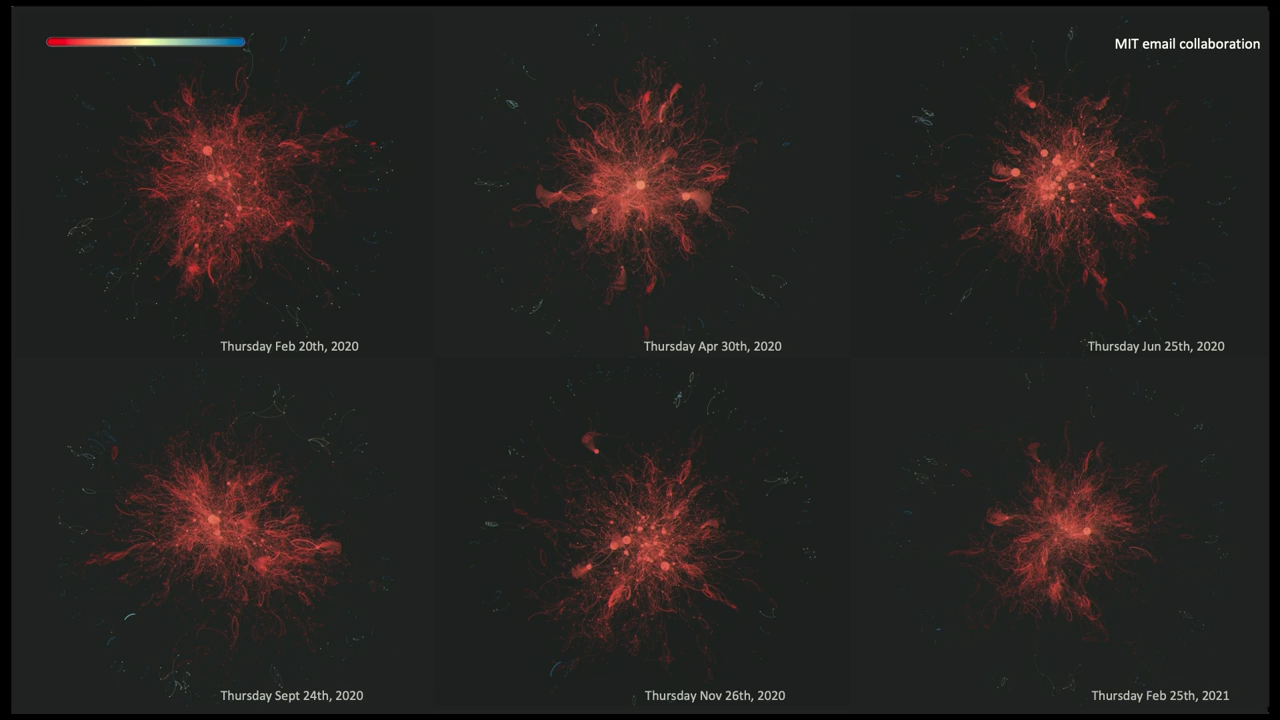 MIT email collaboration
Thursday Feb 20th, 2020
Thursday Apr 30th, 2020
Thursday Jun 25th, 2020
Thursday Sept 24th, 2020
Thursday Nov 26th, 2020
Thursday Feb 25th, 2021